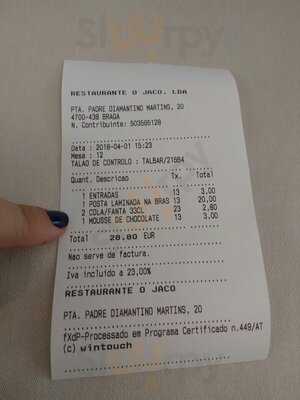 RESTAURANTE O JACO, LDA
PTA. PADRE DIAMANTINO MARTINS, 20
4700-438 BRAGA
N. Contribuinte: 503595128
Data : 2018-04-01 15:23
Mesa : 12
TALAO DE CONTROLO : TALBAR/21664
Quant. Descricao Tx. Total
1 ENTRADAS 13 3,00
1 POSTA LAMINADA NA BRAS 13 20,00
2 COLA/FANTA 33CL 23 2,80
1 MOUSSE DE CHOCOLATE 13 3,00
Total 28,80 EUR
Nao serve de factura.
Iva incluido a 23,00%
RESTAURANTE O JACO
PTA. PADRE DIAMANTINO MARTINS, 20
fXdP-Processado em Programa Certificado n.449/AT
(c) wintouch